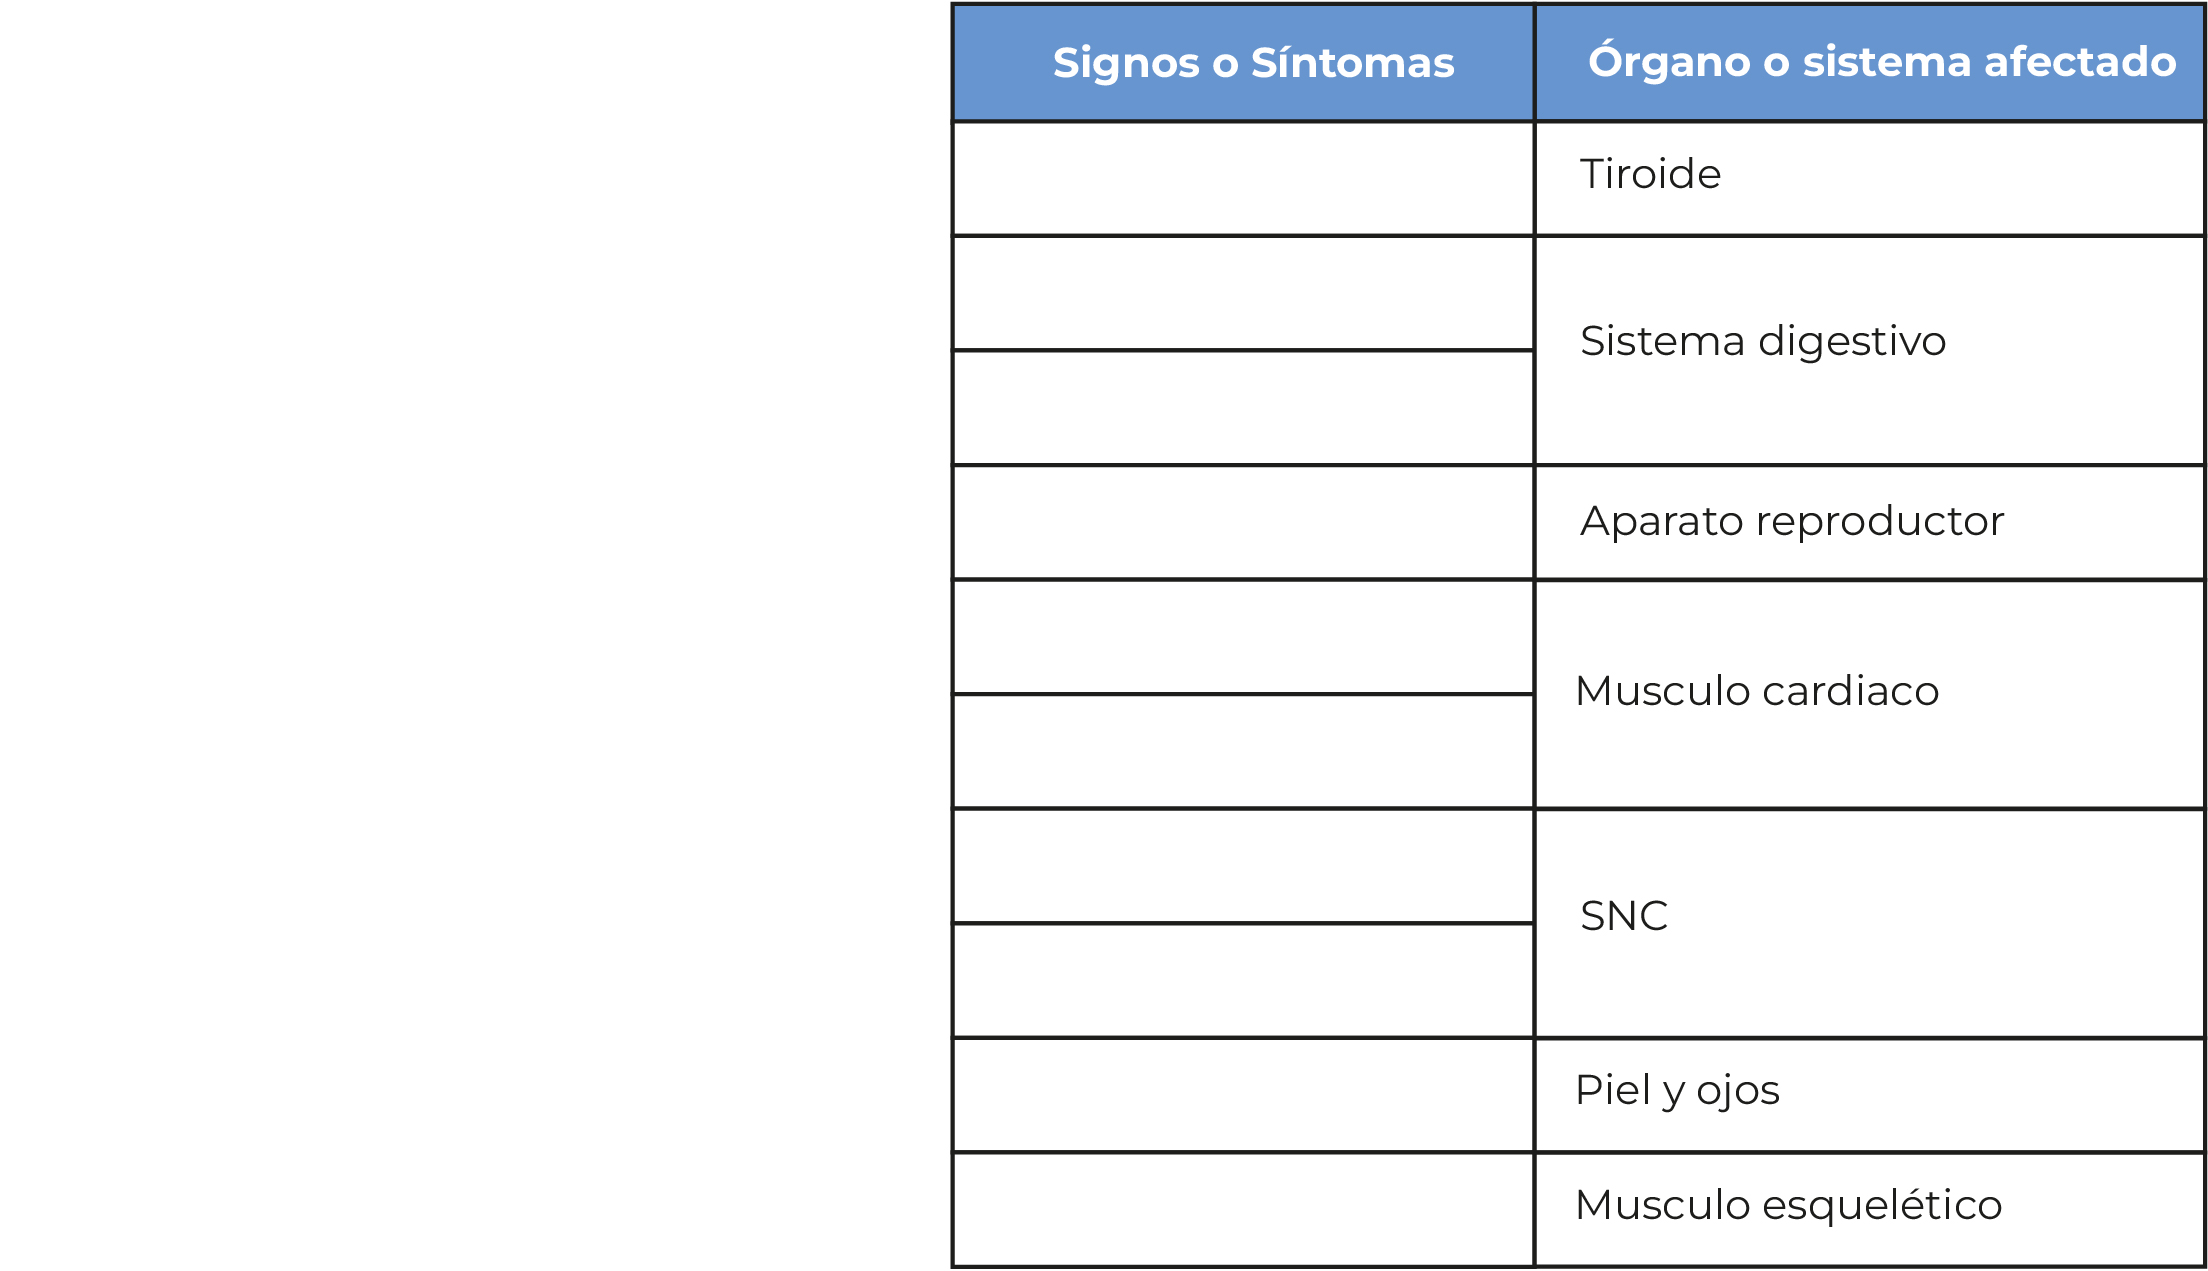 Signos o Síntomas
Órgano o sistema afectado
Tiroide
Sistema digestivo
Aparato reproductor
Musculo cardiaco
SNC
Piel y ojos
Musculo esquelético